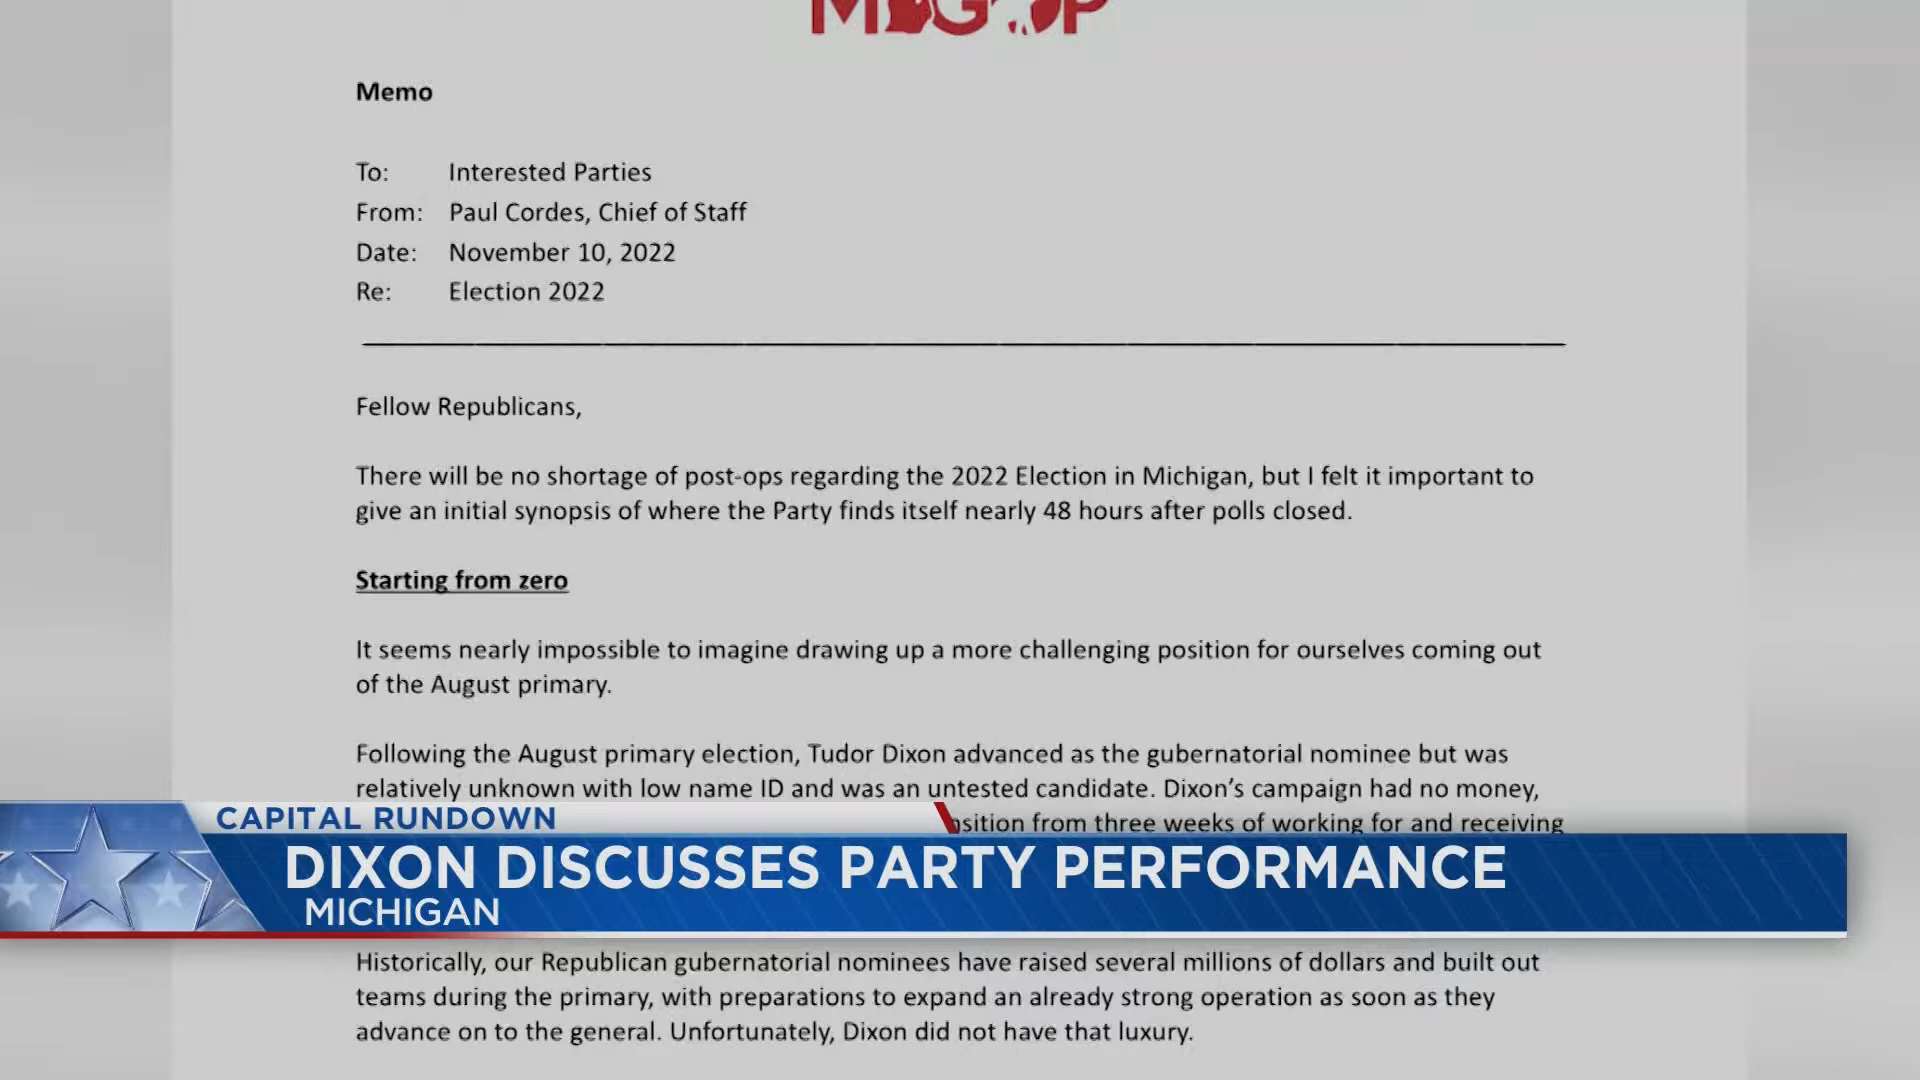 MIGOP
Memo
To: Interested Parties
From: Paul Cordes, Chief of Staff
Date: November 10, 2022
Re: Election 2022
Fellow Republicans,
There will be no shortage of post-ops regarding the 2022 Election in Michigan, but I felt it important to
give an initial synopsis of where the Party finds itself nearly 48 hours after polls closed.
Starting from zero
It seems nearly impossible to imagine drawing up a more challenging position for ourselves coming out
of the August primary.
Following the August primary election, Tudor Dixon advanced as the gubernatorial nominee but was
relatively unknown with low name ID and was an untested candidate. Dixon's campaign had no money,
from three weeks of working for and receiving
CAPITAL RUNDOWN
DIXON DISCUSSES PARTY PERFORMANCE
MICHIGAN
Historically, our Republican gubernatorial nominees have raised several millions of dollars and built out
teams during the primary, with preparations to expand an already strong operation as soon as they
advance on to the general. Unfortunately, Dixon did not have that luxury.